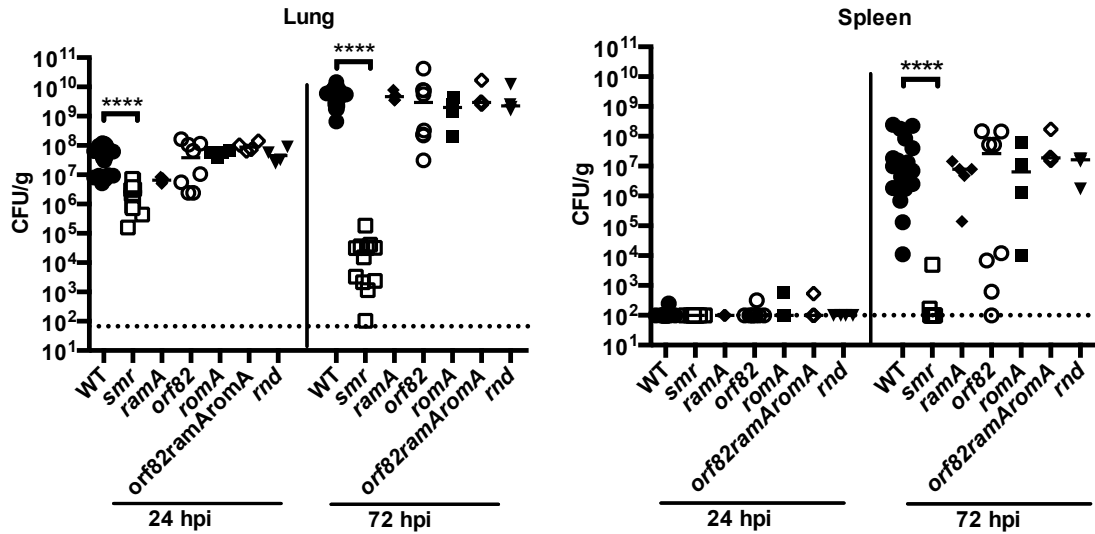 Lung
CFU/g
10^11
10^10
10^9
10^8
10^7
10^6
10^5
10^4
10^3
10^2
10^1
****
****
WT
smr
ramA
orf82
romA
orf82ramAromA
rnd
WT
smr
ramA
orf82
romA
orf82ramAromA
rnd
24 hpi
72 hpi
Spleen
CFU/g
10^11
10^10
10^9
10^8
10^7
10^6
10^5
10^4
10^3
10^2
10^1
****
WT
smr
ramA
orf82
romA
orf82ramAromA
rnd
WT
smr
ramA
orf82
romA
orf82ramAromA
rnd
24 hpi
72 hpi